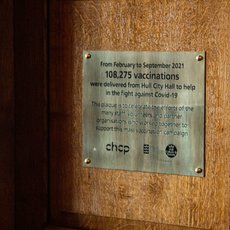 From February to September 2021
108,275 vaccinations
were delivered from Hull City Hall to help
in the fight against Covid-19
This plaque is to celebrate the efforts of the
many staff, volunteers and partner
organisations who working together to
support this mass vaccination campaign
chcp